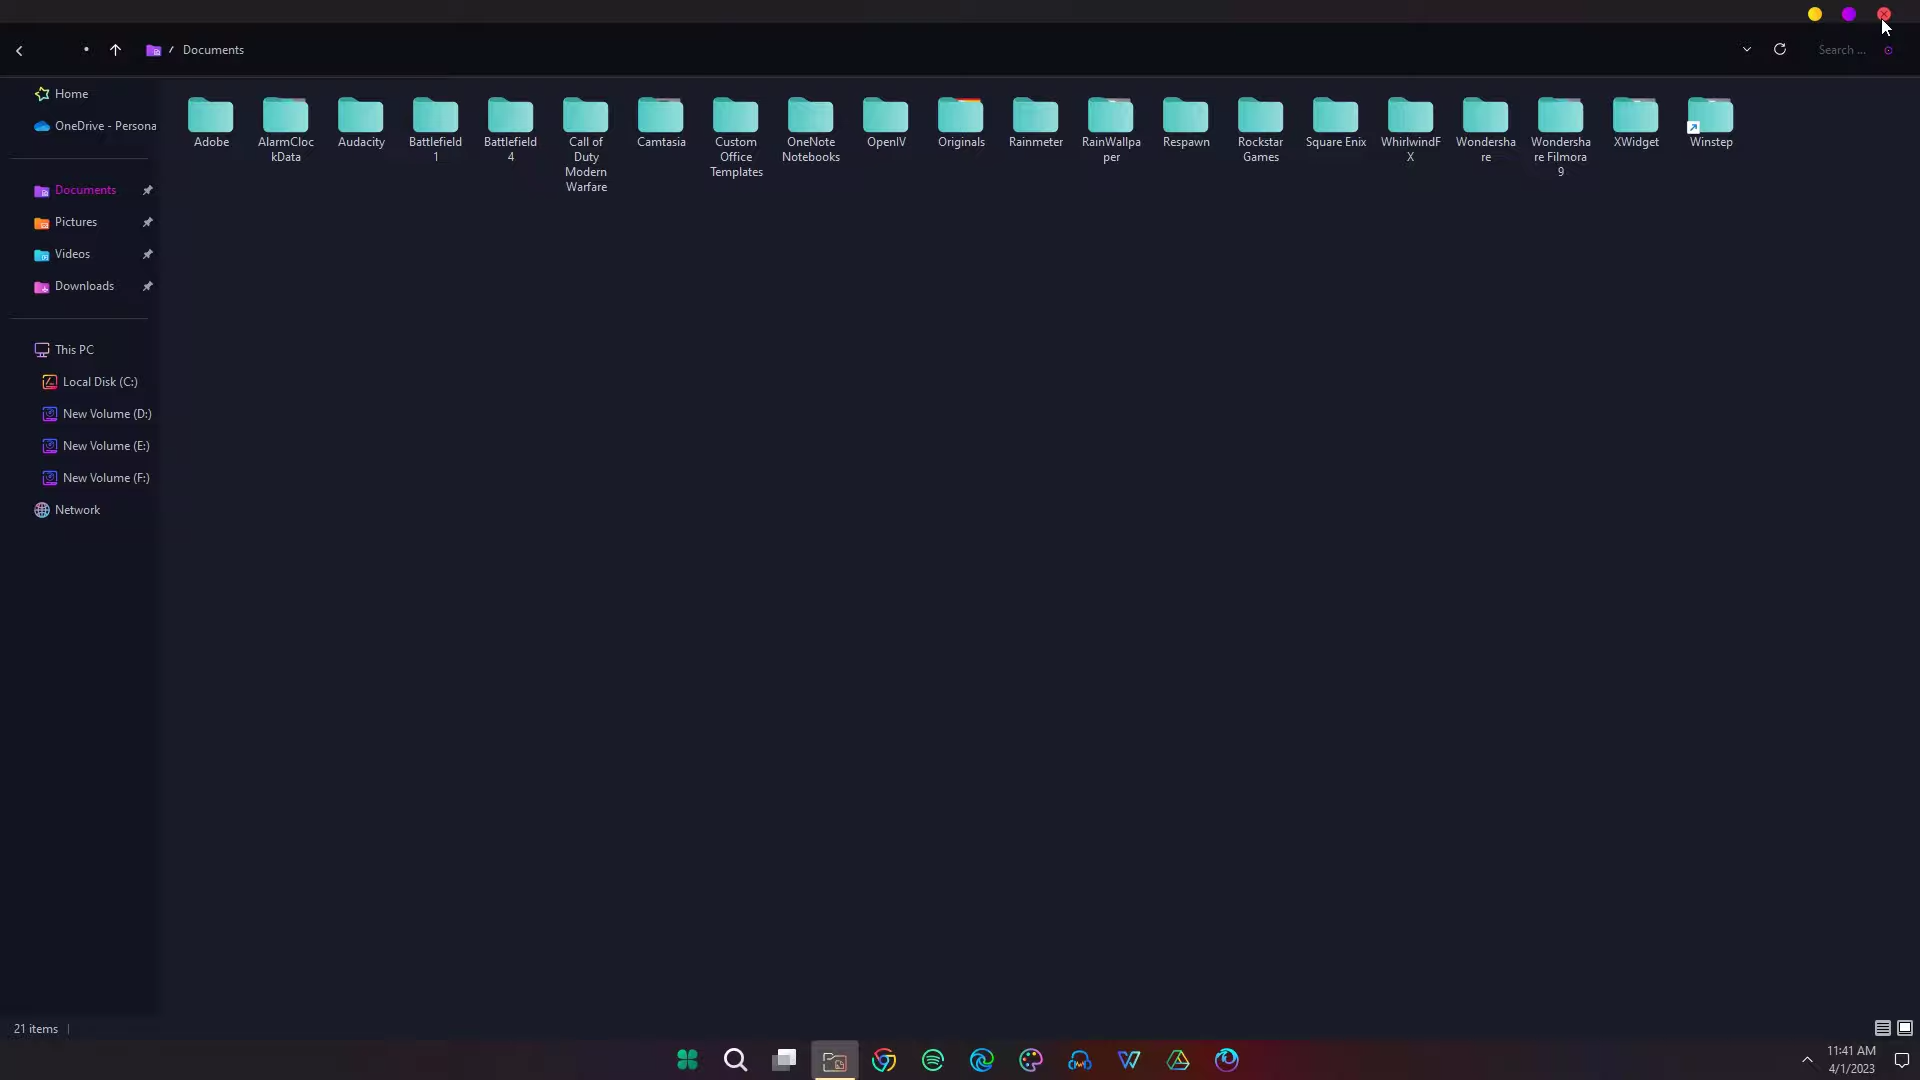 / Documents
Search ...
Home
OneDrive - Persona
Documents
Pictures
Videos
Downloads
This PC
Local Disk (C:)
New Volume (D:)
New Volume (E:)
New Volume (F:)
Network
Adobe
AlarmCloc
kData
Audacity
Battlefield
1
Battlefield
4
Call of
Duty
Modern
Warfare
Camtasia
Custom
Office
Templates
OneNote
Notebooks
OpenIV
Originals
Rainmeter
RainWallpa
per
Respawn
Rockstar
Games
Square Enix
WhirlwindF
X
Wondersha
re
Wondersha
re Filmora
9
XWidget
Winstep
21 items
11:41 AM
4/1/2023